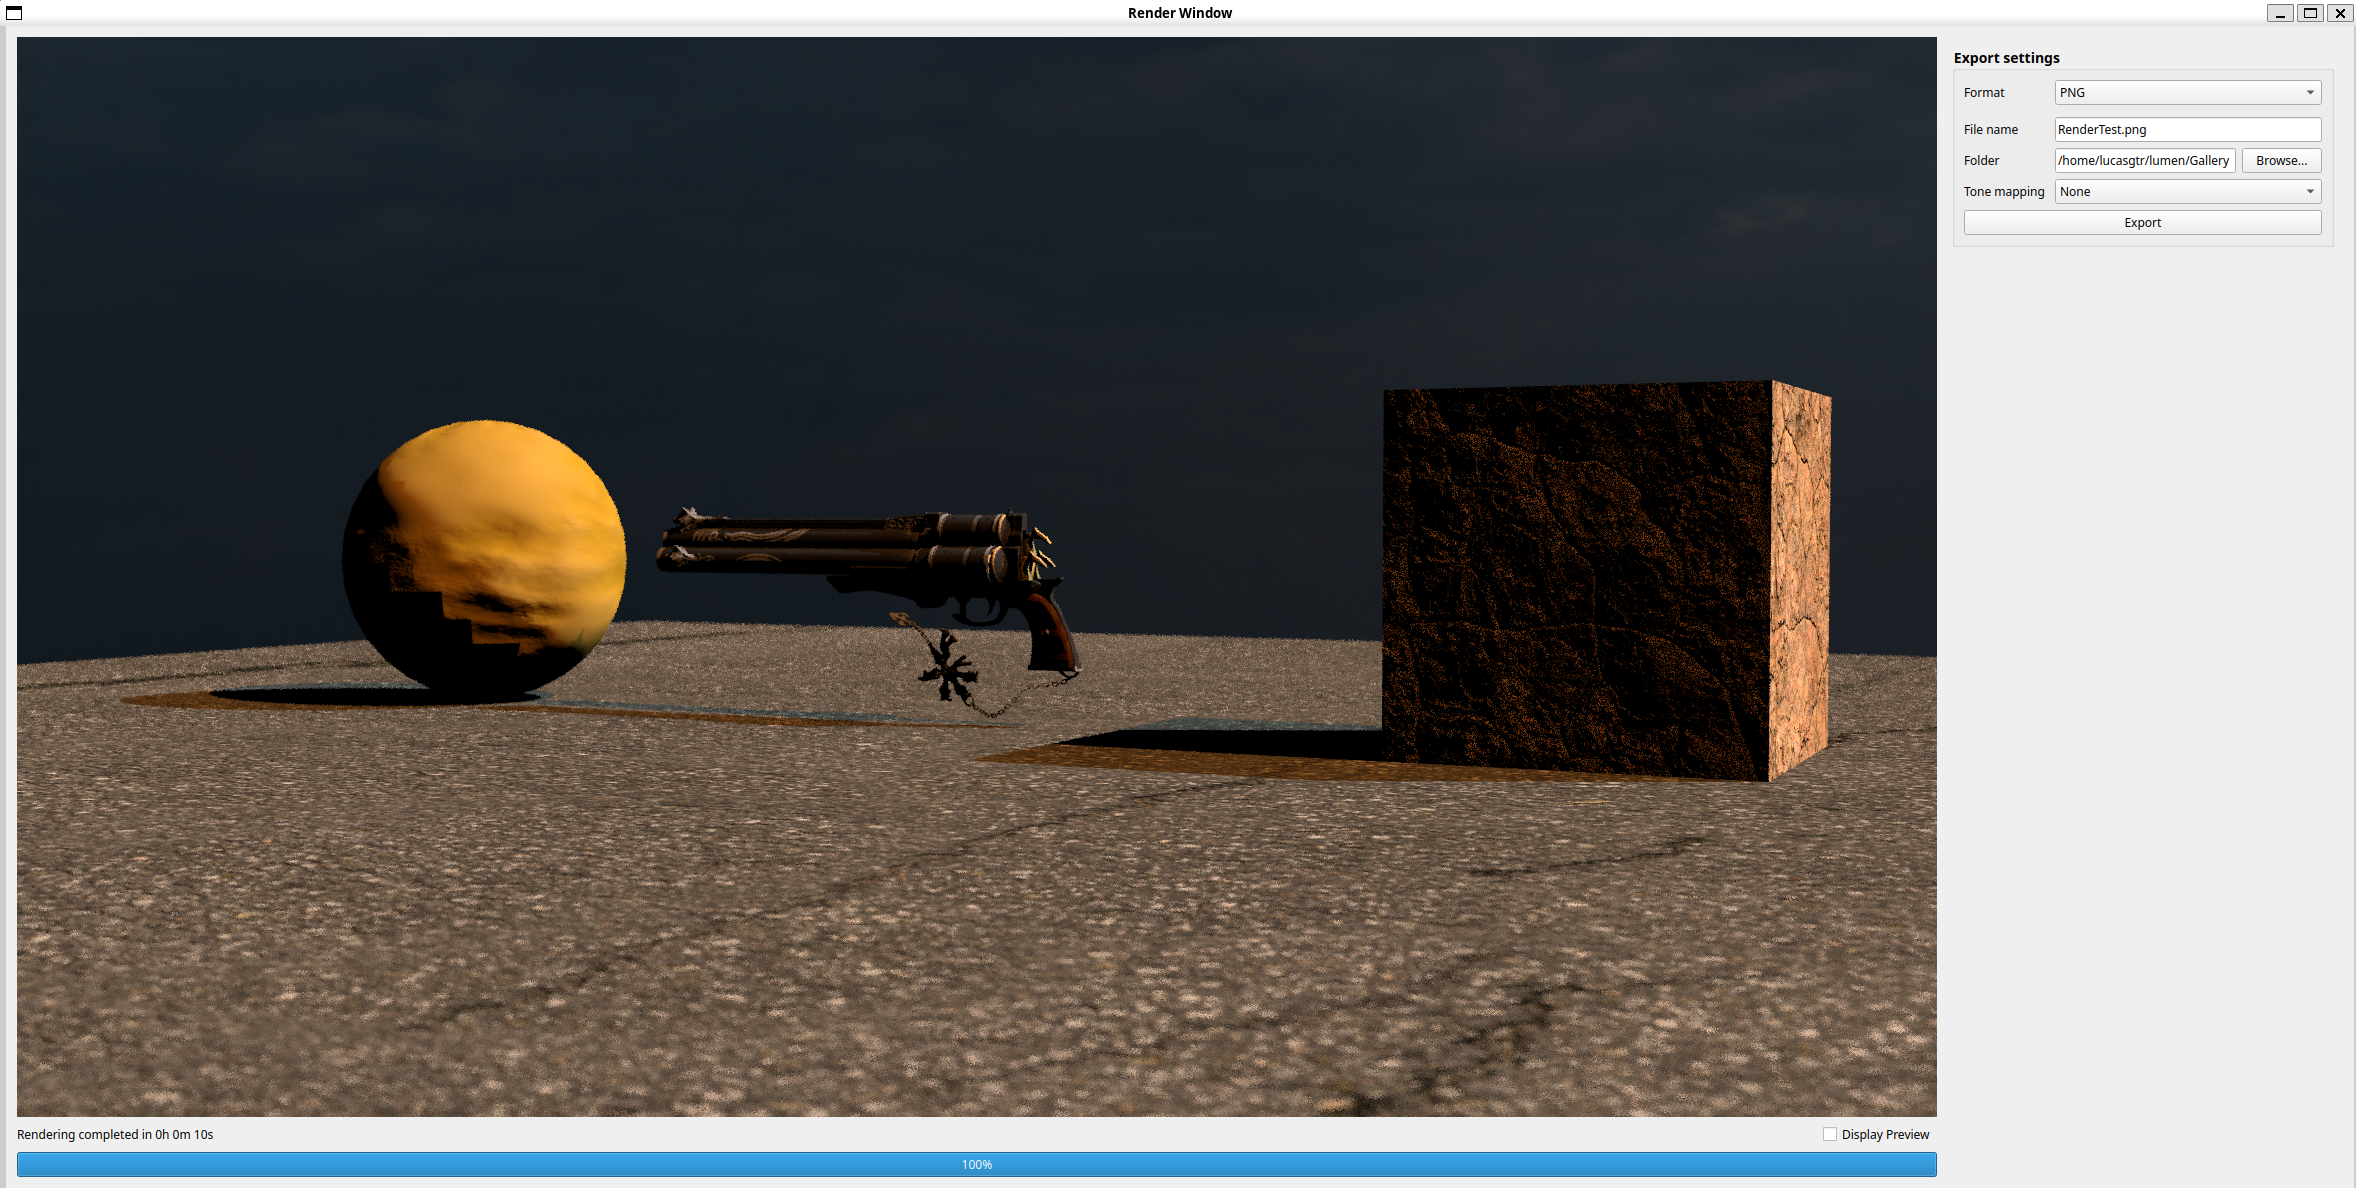 Render Window
Export settings
Format PNG
File name RenderTest.png
Folder /home/lucasgtr/lumen/Gallery Browse...
Tone mapping None
Export
Rendering completed in 0h 0m 10s
Display Preview
100%